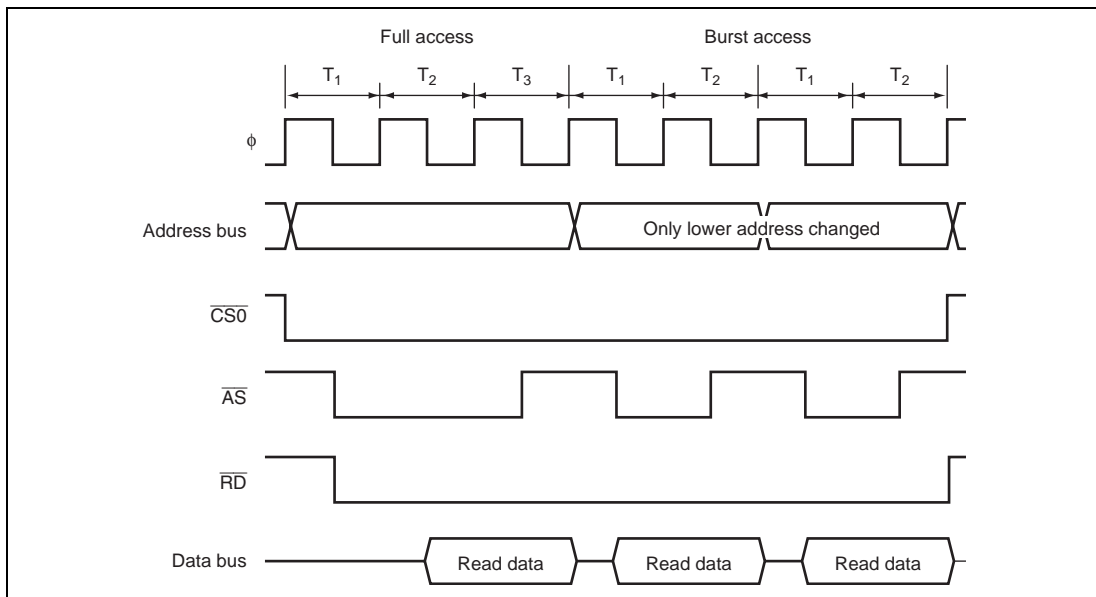 Full access Burst access
T1 T2 T3 T1 T2 T1 T2
ϕ
Address bus Only lower address changed
CS0
AS
RD
Data bus Read data Read data Read data